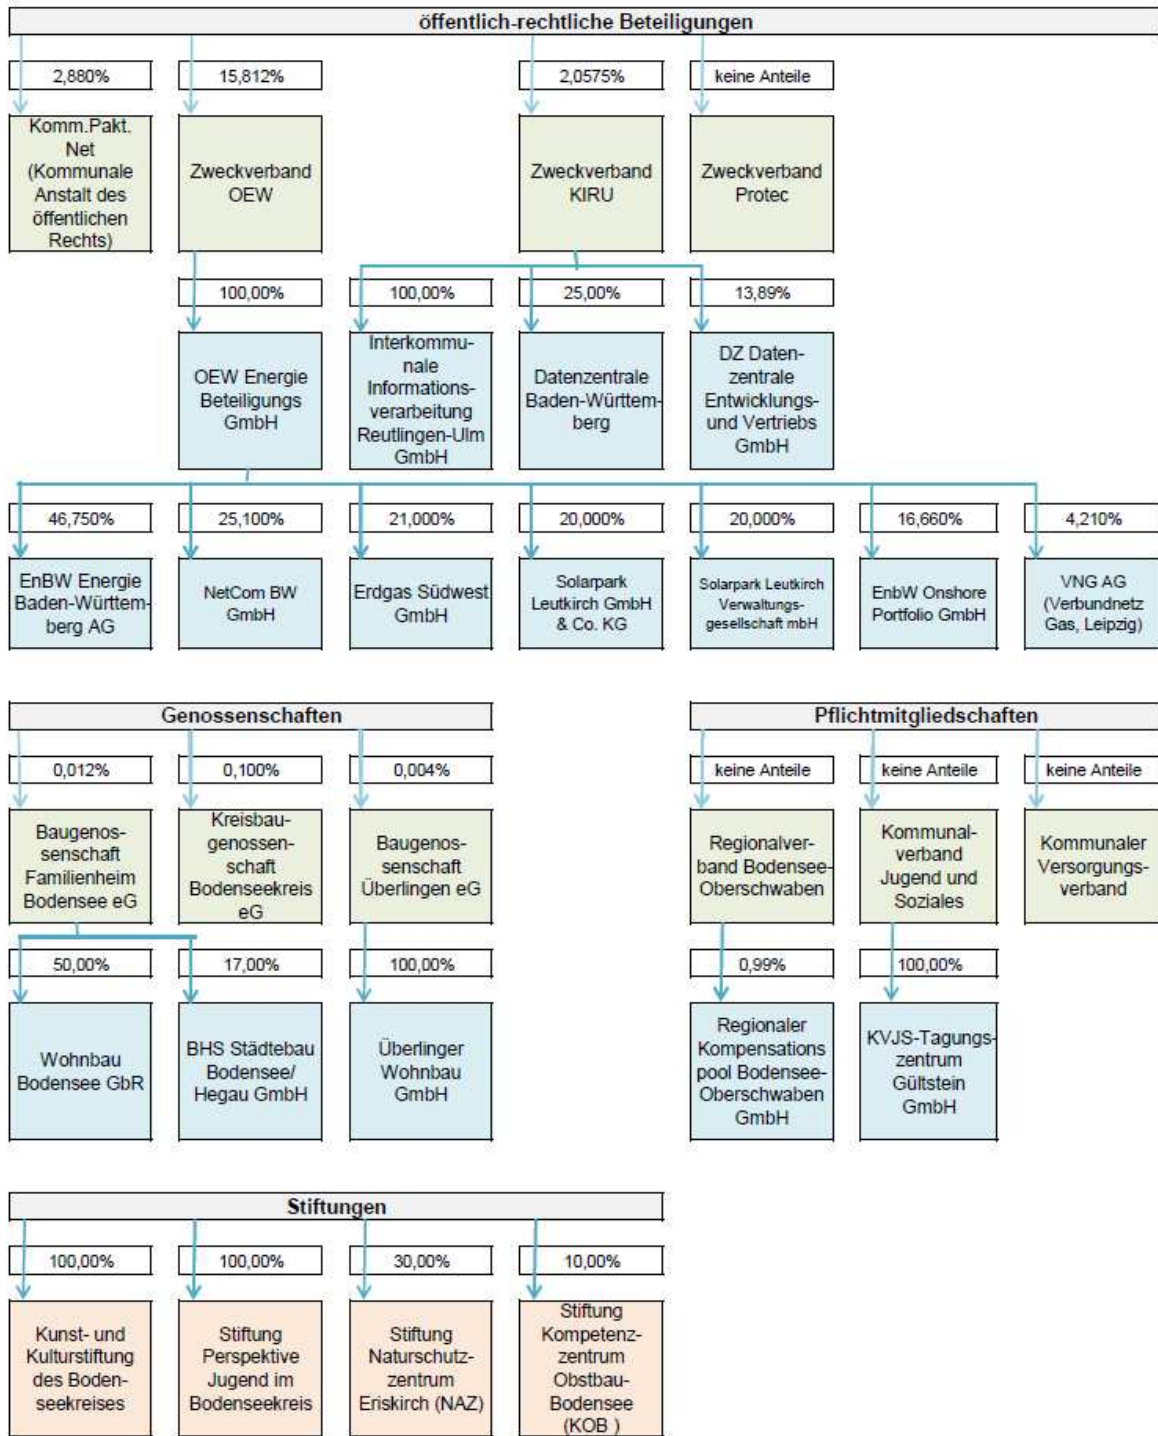 öffentlich-rechtliche Beteiligungen
2,880%
15,812%
2,0575%
keine Anteile
Komm.Pakt.
Net
(Kommunale
Anstalt des
öffentlichen
Rechts)
Zweckverband
OEW
Zweckverband
KIRU
Zweckverband
Protec
100,00%
100,00%
25,00%
13,89%
OEW Energie
Beteiligungs
GmbH
Interkommu-
nale
Informations-
verarbeitung
Reutlingen-Ulm
GmbH
Datenzentrale
Baden-Württem-
berg
DZ Daten-
zentrale
Entwicklungs-
und Vertriebs
GmbH
46,750%
25,100%
21,000%
20,000%
20,000%
16,660%
4,210%
EnBW Energie
Baden-Württem-
berg AG
NetCom BW
GmbH
Erdgas Südwest
GmbH
Solarpark
Leutkirch GmbH
& Co. KG
Solarpark Leutkirch
Verwaltungs-
gesellschaft mbH
EnbW Onshore
Portfolio GmbH
VNG AG
(Verbundnetz
Gas, Leipzig)
Genossenschaften
0,012%
0,100%
0,004%
Baugenos-
senschaft
Familienheim
Bodensee eG
Kreisbau-
genossen-
schaft
Bodenseekreis
eG
Baugenos-
senschaft
Überlingen eG
50,00%
17,00%
100,00%
Wohnbau
Bodensee GbR
BHS Städtebau
Bodensee/
Hegau GmbH
Überlinger
Wohnbau
GmbH
Pflichtmitgliedschaften
keine Anteile
keine Anteile
keine Anteile
Regionalver-
band Bodensee-
Oberschwaben
Kommunal-
verband
Jugend und
Soziales
Kommunaler
Versorgungs-
verband
0,99%
100,00%
Regionaler
Kompensations
pool Bodensee-
Oberschwaben
GmbH
KVJS-Tagungs-
zentrum
Gültstein
GmbH
Stiftungen
100,00%
100,00%
30,00%
10,00%
Kunst- und
Kulturstiftung
des Boden-
seekreises
Stiftung
Perspektive
Jugend im
Bodenseekreis
Stiftung
Naturschutz-
zentrum
Eriskirch (NAZ)
Stiftung
Kompetenz-
zentrum
Obstbau-
Bodensee
(KOB )